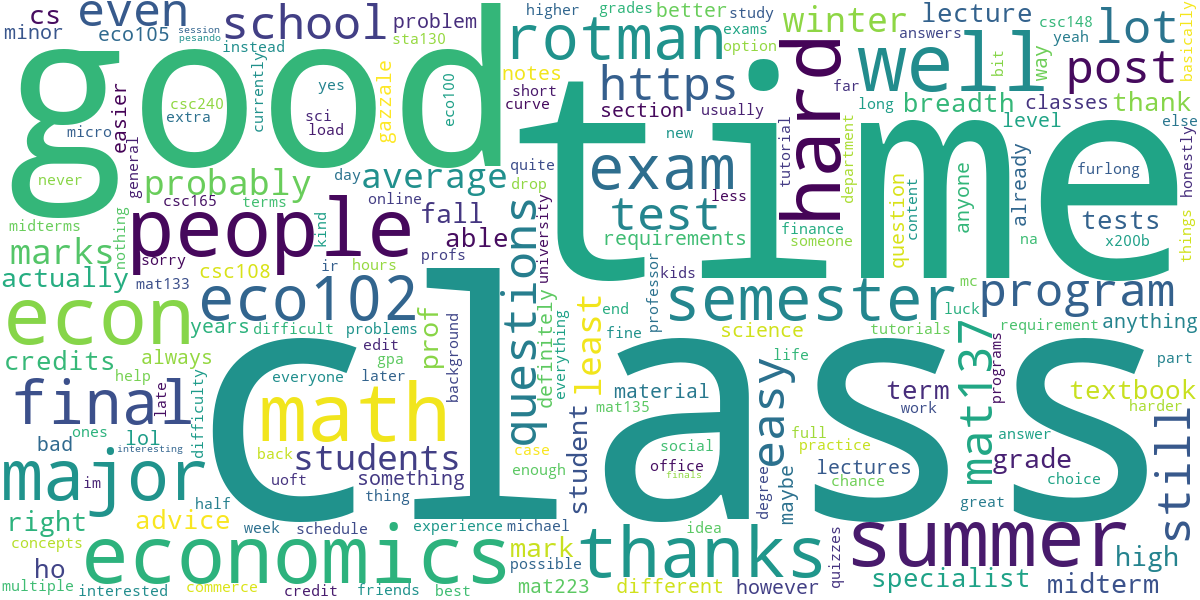 good
time
class
cs
minor
even
eco105
session
pesando
school
instead
problem
sta130
rotman
higher
grades
better
study
exams
option
winter
lecture
answers
csc148
yeah
lot
basically
csc240
extra
currently
yes
sci
load
gazzale
eco100
notes
short
curve
https
section
usually
hard
well
far
long
breadth
classes
way
bit
post
thank
level
else
honestly
micro
easier
general
never
probably
csc165
terms
day
average
online
quite
drop
exam
new
less
tutorial
department
finance
someone
question
content
anyone
already
furlong
tests
x200b
na
things
midterms
nothing
people
sorry
kind
fall
able
profs
university
test
requirements
professor
kids
marks
actually
mat133
csc108
ir
hours
econ
eco102
years
difficult
problems
edit
gpa
prof
background
questions
definitely
everything
least
end
fine
semester
science
mc
luck
program
tutorials
requirement
anything
credits
always
help
late
difficulty
everyone
later
math
mat135
material
life
easy
term
work
mat137
programs
part
textbook
harder
final
bad
ones
lol
interesting
back
students
something
uoft
thing
case
enough
student
social
office
finals
degree
maybe
full
practice
lectures
chance
answer
grade
great
choice
still
major
im
half
right
advice
week
schedule
experience
michael
idea
quizzes
summer
high
concepts
ho
economics
mark
possible
thanks
however
specialist
midterm
multiple
interested
commerce
credit
friends
best
mat223
different